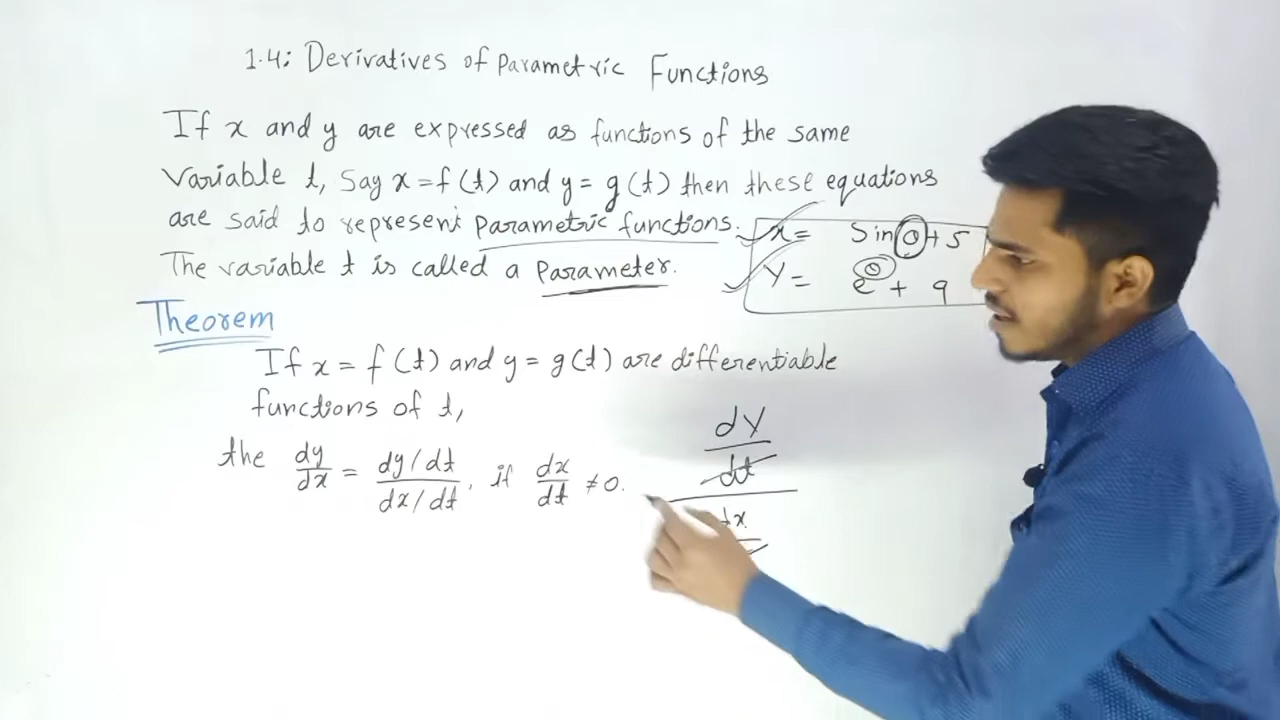 1.4: Derivatives of Parametric Functions
If x and y are expressed as functions of the same
variable t, Say x = f(t) and y = g(t) then these equations
are said to represent Parametric functions.
The variable t is called a Parameter.
x = Sin θ + 5
Y = e^θ + 9
Theorem
If x = f(t) and y = g(t) are differentiable
functions of t,
the dy/dx = (dy/dt)/(dx/dt), if dx/dt ≠ 0.
dY
dt